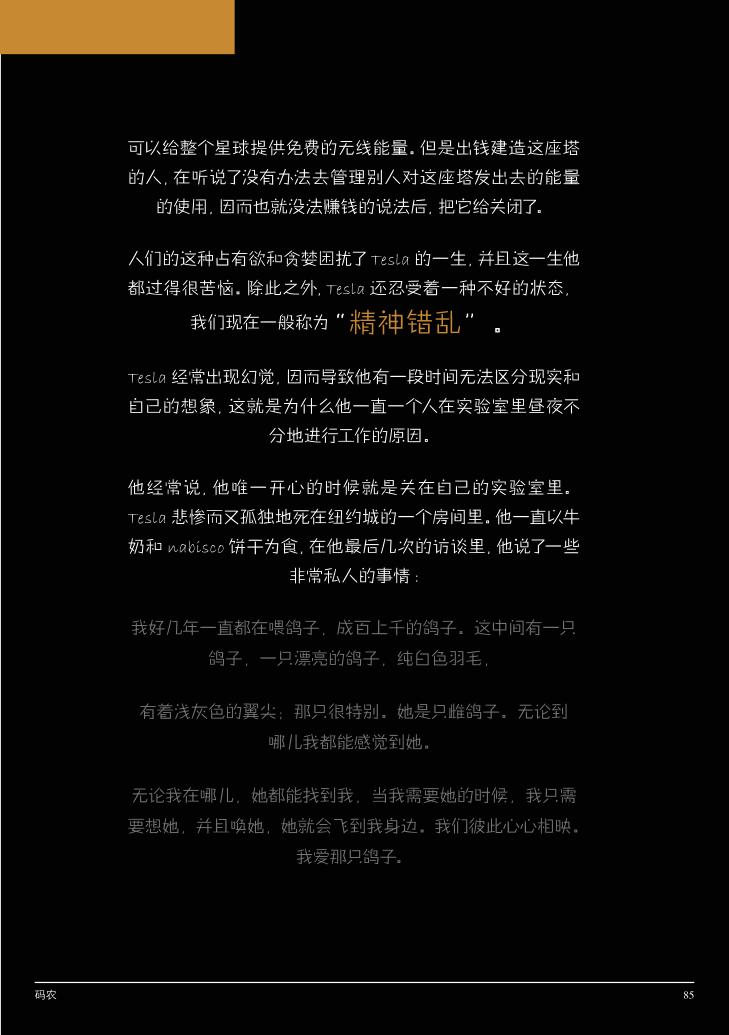 可以给整个星球提供免费的无线能量。但是出钱建造这座塔
的人，在听说了没有办法去管理别人对这座塔发出去的能量
的使用，因而也就没法赚钱的说法后，把它给关闭了。
人们的这种占有欲和贪婪困扰了 Tesla 的一生，并且这一生他
都过得很苦恼。除此之外，Tesla 还忍受着一种不好的状态，
我们现在一般称为 “精神错乱” 。
Tesla 经常出现幻觉，因而导致他有一段时间无法区分现实和
自己的想象，这就是为什么他一直一个人在实验室里昼夜不
分地进行工作的原因。
他经常说，他唯一开心的时候就是关在自己的实验室里。
Tesla 悲惨而又孤独地死在纽约城的一个房间里。他一直以牛
奶和 nabisco 饼干为食，在他最后几次的访谈里，他说了一些
非常私人的事情：
我好几年一直都在喂鸽子，成百上千的鸽子。这中间有一只
鸽子，一只漂亮的鸽子，纯白色羽毛，
有着浅灰色的翼尖；那只很特别。她是只雌鸽子。无论到
哪儿我都能感觉到她。
无论我在哪儿，她都能找到我，当我需要她的时候，我只需
要想她，并且唤她，她就会飞到我身边。我们彼此心心相映。
我爱那只鸽子。
码农 85